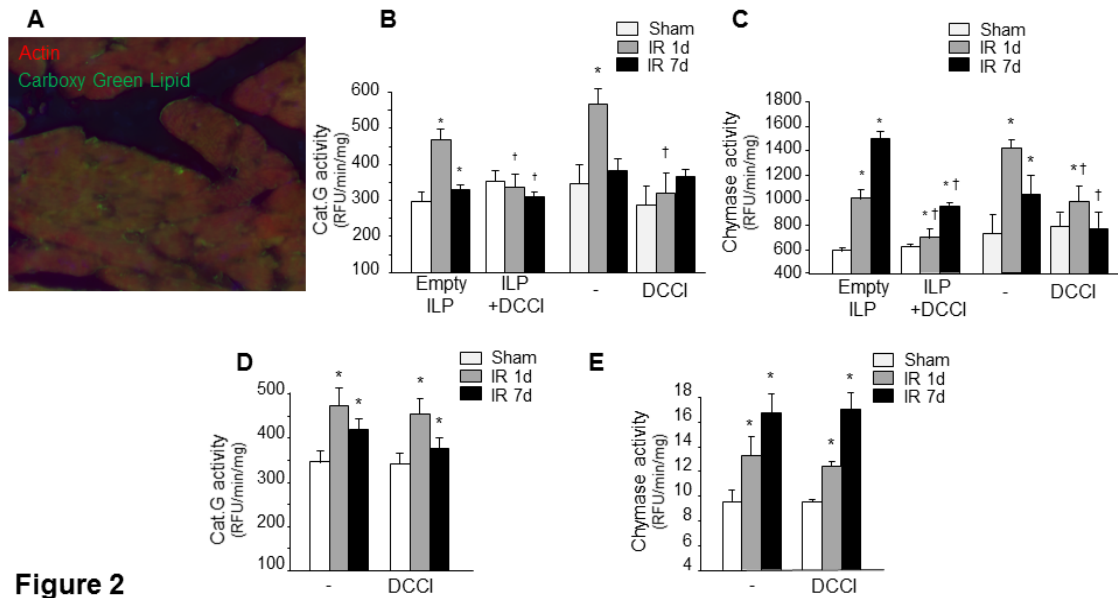 A
Actin
Carboxy Green Lipid
B
Sham
IR 1d
IR 7d
Cat.G activity
(RFU/min/mg)
600
500
400
300
200
100
*
*
†
†
*
†
Empty
ILP
ILP
+DCCI
-
DCCI
C
Sham
IR 1d
IR 7d
Chymase activity
(RFU/min/mg)
1800
1600
1400
1200
1000
800
600
400
*
*
*†
*†
*
*
*†
†
Empty
ILP
ILP
+DCCI
-
DCCI
D
Sham
IR 1d
IR 7d
Cat.G activity
(RFU/min/mg)
500
400
300
200
100
*
*
*
*
-
DCCI
E
Sham
IR 1d
IR 7d
Chymase activity
(RFU/min/mg)
18
16
14
12
10
8
6
4
*
*
*
*
-
DCCI
Figure 2